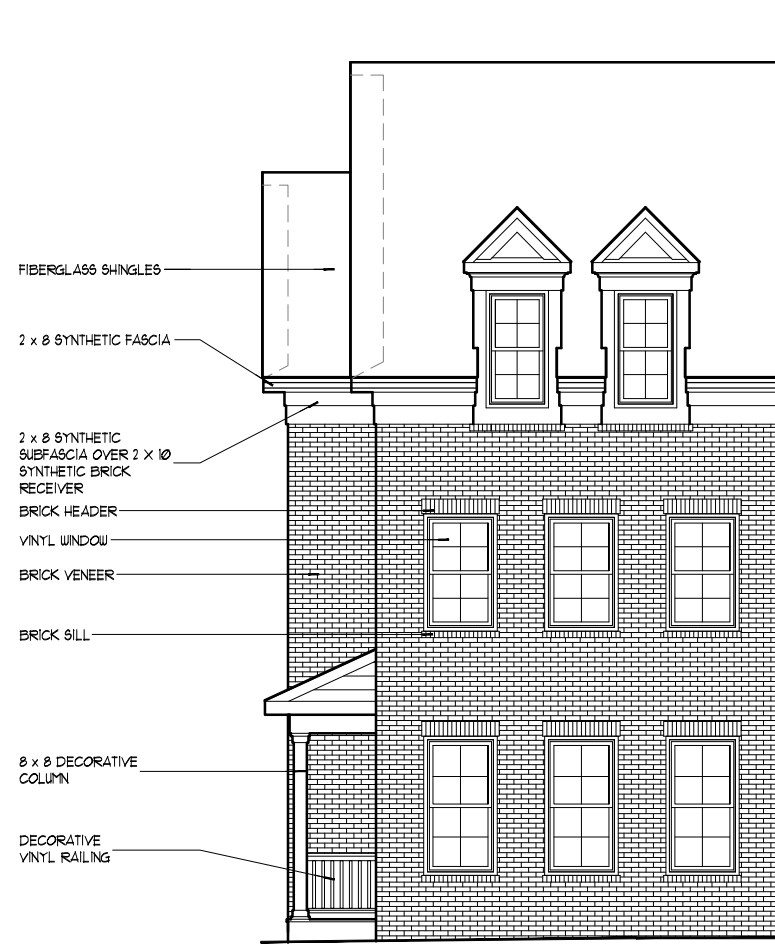 FIBERGLASS SHINGLES
2 x 8 SYNTHETIC FASCIA
2 x 8 SYNTHETIC
SUBFASCIA OVER 2 X 10
SYNTHETIC BRICK
RECEIVER
BRICK HEADER
VINYL WINDOW
BRICK VENEER
BRICK SILL
8 x 8 DECORATIVE
COLUMN
DECORATIVE
VINYL RAILING